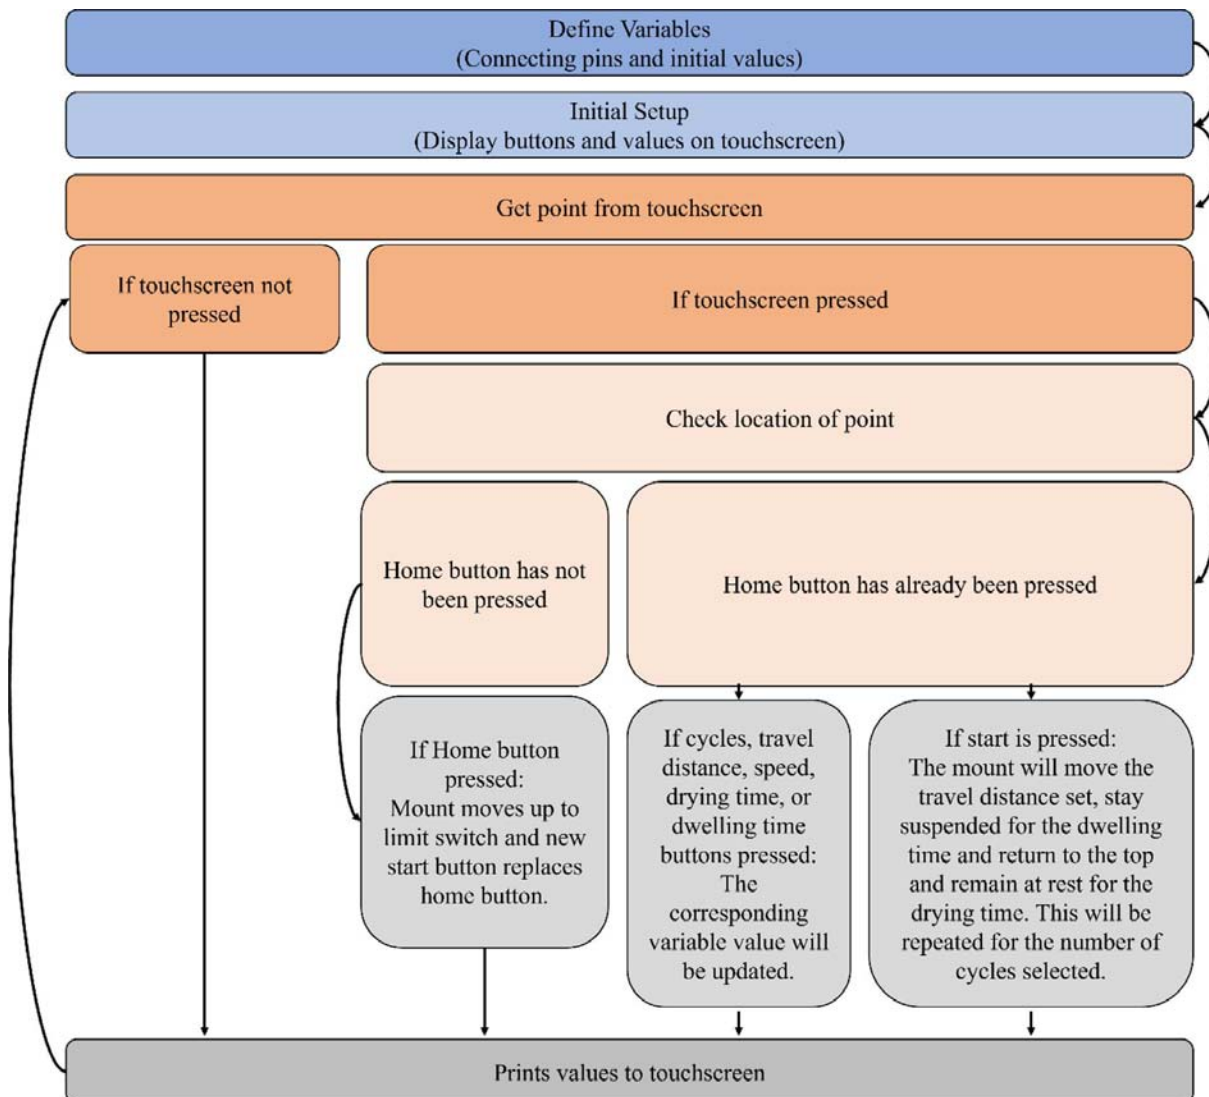 Define Variables
(Connecting pins and initial values)
Initial Setup
(Display buttons and values on touchscreen)
Get point from touchscreen
If touchscreen not
pressed
If touchscreen pressed
Check location of point
Home button has not
been pressed
Home button has already been pressed
If Home button
pressed:
Mount moves up to
limit switch and new
start button replaces
home button.
If cycles, travel
distance, speed,
drying time, or
dwelling time
buttons pressed:
The
corresponding
variable value will
be updated.
If start is pressed:
The mount will move the
travel distance set, stay
suspended for the dwelling
time and return to the top
and remain at rest for the
drying time. This will be
repeated for the number of
cycles selected.
Prints values to touchscreen